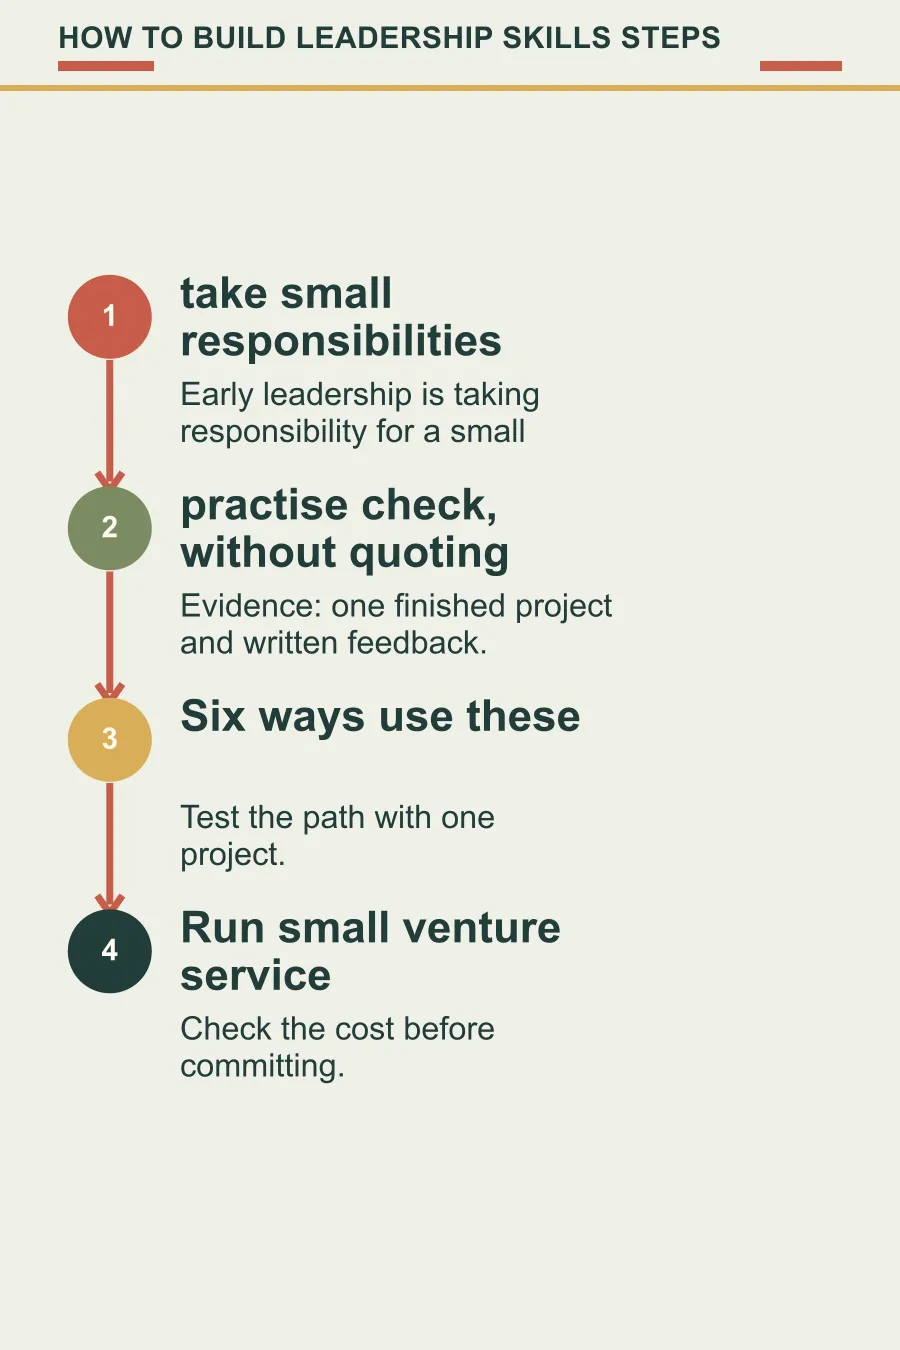 HOW TO BUILD LEADERSHIP SKILLS STEPS
1
take small
responsibilities
Early leadership is taking
responsibility for a small
2
practise check,
without quoting
Evidence: one finished project
and written feedback.
3
Six ways use these
Test the path with one
project.
4
Run small venture
service
Check the cost before
committing.